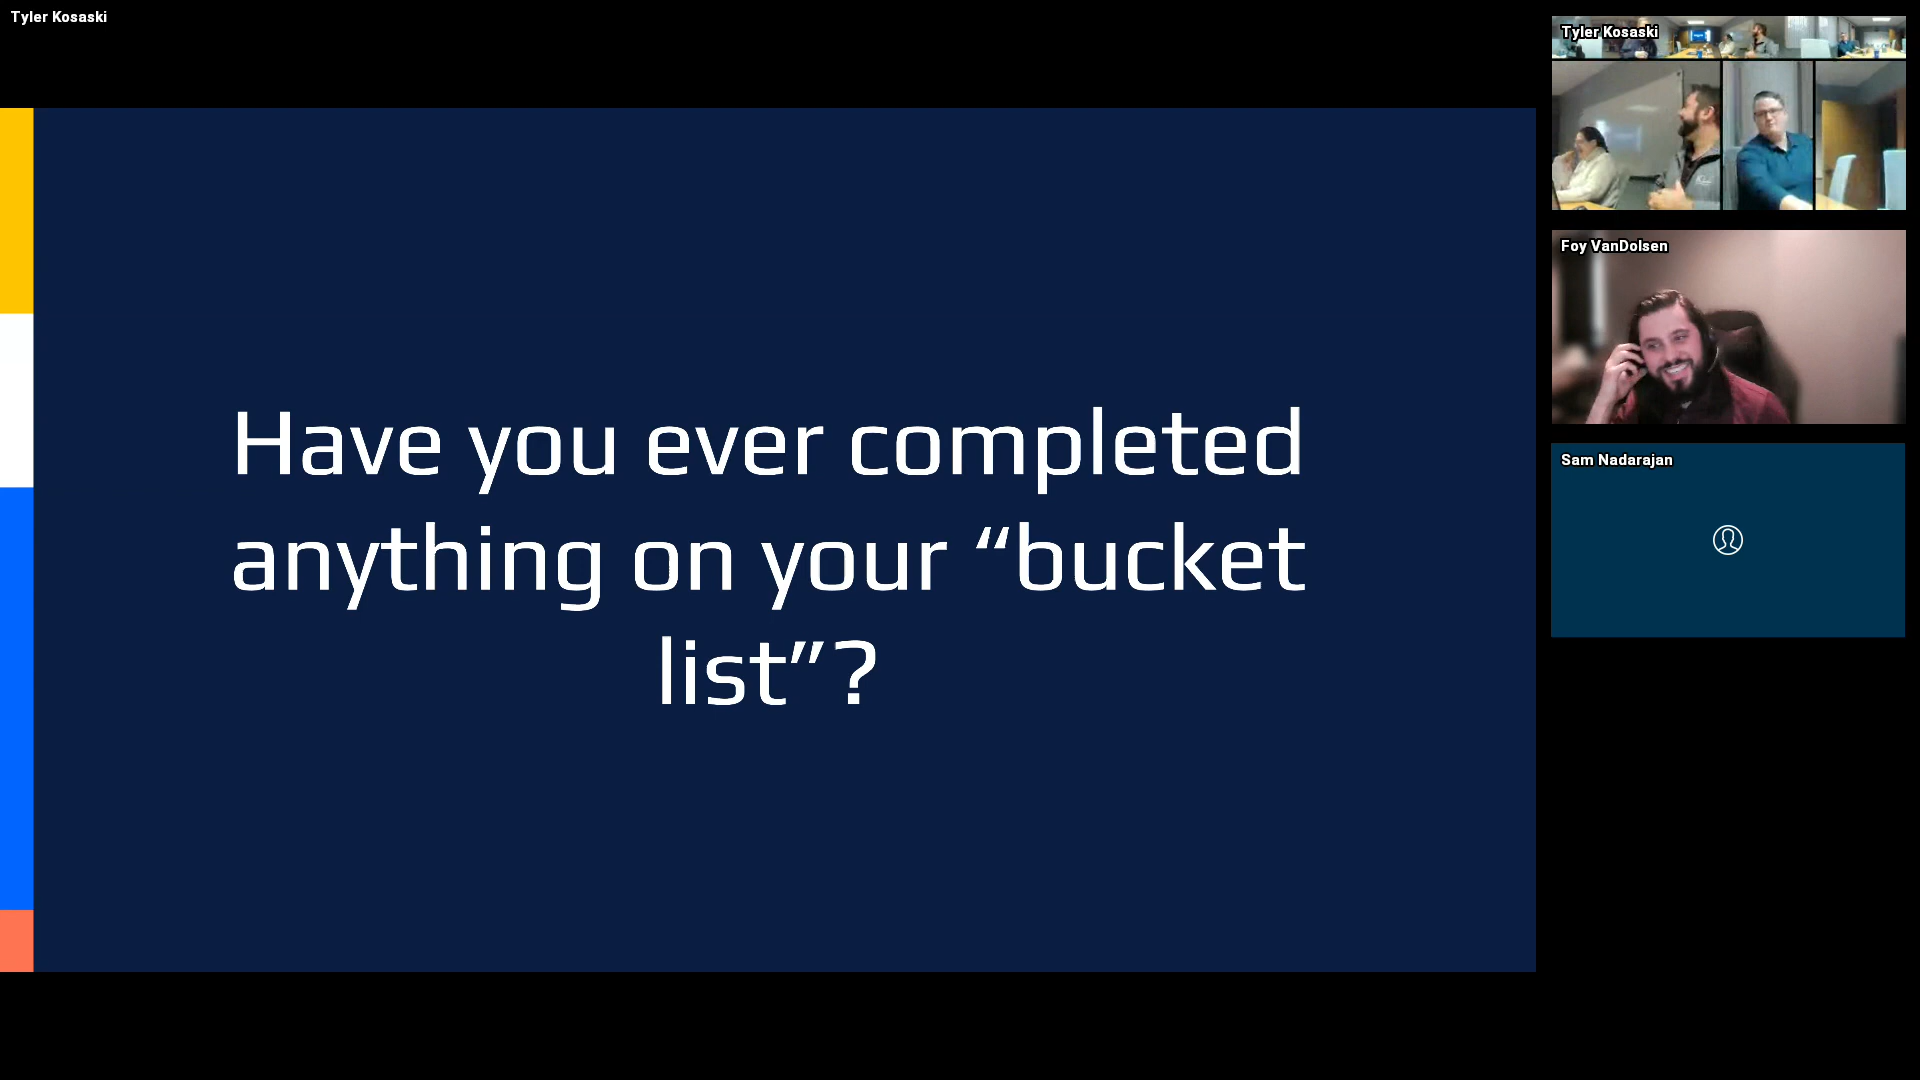 Tyler Kosaski
Have you ever completed
anything on your “bucket
list”?
Tyler Kosaski
Foy VanDolsen
Sam Nadarajan